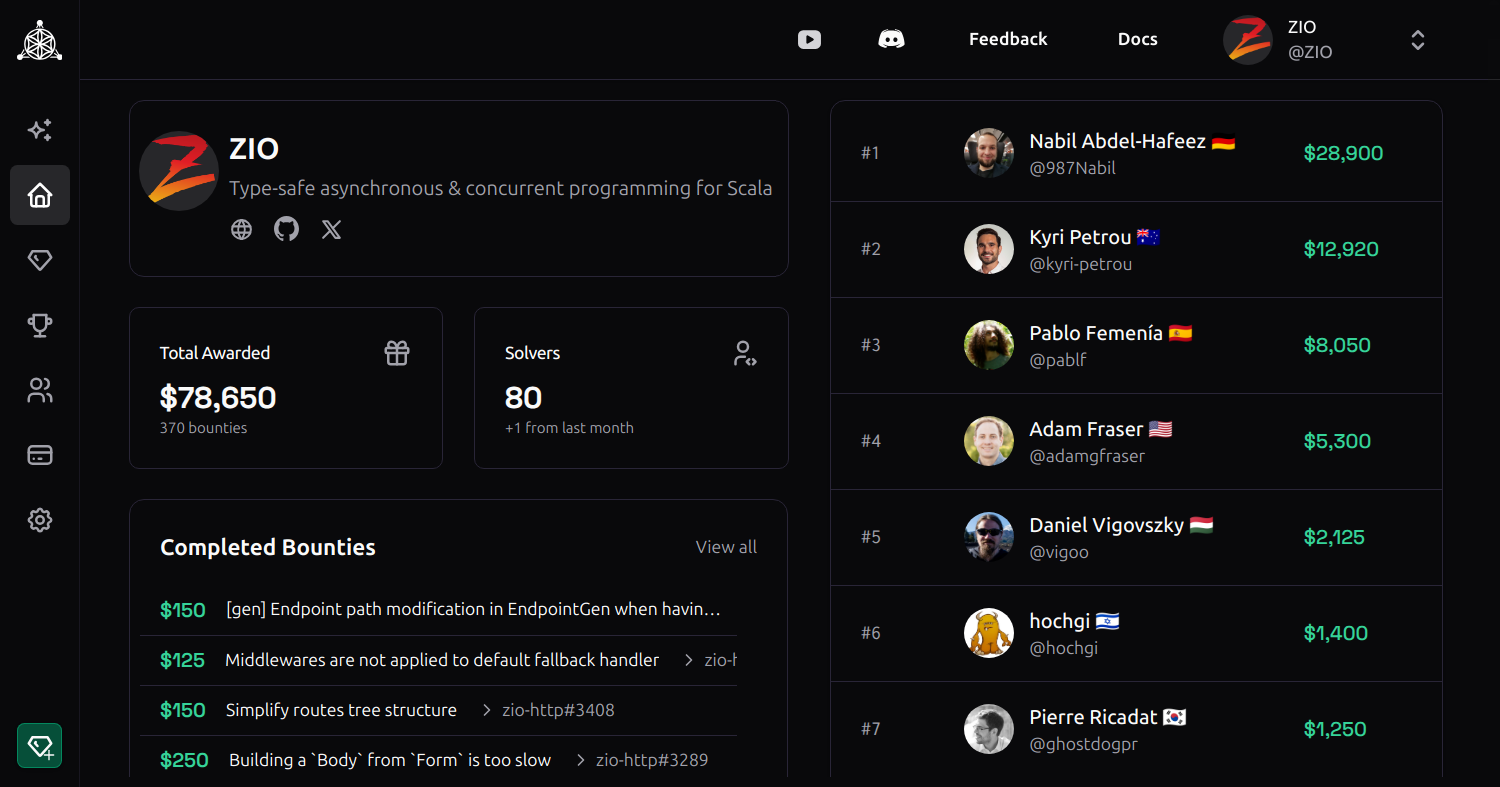 Feedback
Docs
ZIO
@ZIO
ZIO
Type-safe asynchronous & concurrent programming for Scala
Total Awarded
$78,650
370 bounties
Solvers
80
+1 from last month
Completed Bounties
View all
$150 [gen] Endpoint path modification in EndpointGen when havin…
$125 Middlewares are not applied to default fallback handler > zio-h
$150 Simplify routes tree structure > zio-http#3408
$250 Building a `Body` from `Form` is too slow > zio-http#3289
#1
Nabil Abdel-Hafeez 🇩🇪
@987Nabil
$28,900
#2
Kyri Petrou 🇦🇺
@kyri-petrou
$12,920
#3
Pablo Femenía 🇪🇸
@pablf
$8,050
#4
Adam Fraser 🇺🇸
@adamgfraser
$5,300
#5
Daniel Vigovszky 🇭🇺
@vigoo
$2,125
#6
hochgi 🇮🇱
@hochgi
$1,400
#7
Pierre Ricadat 🇰🇷
@ghostdogpr
$1,250